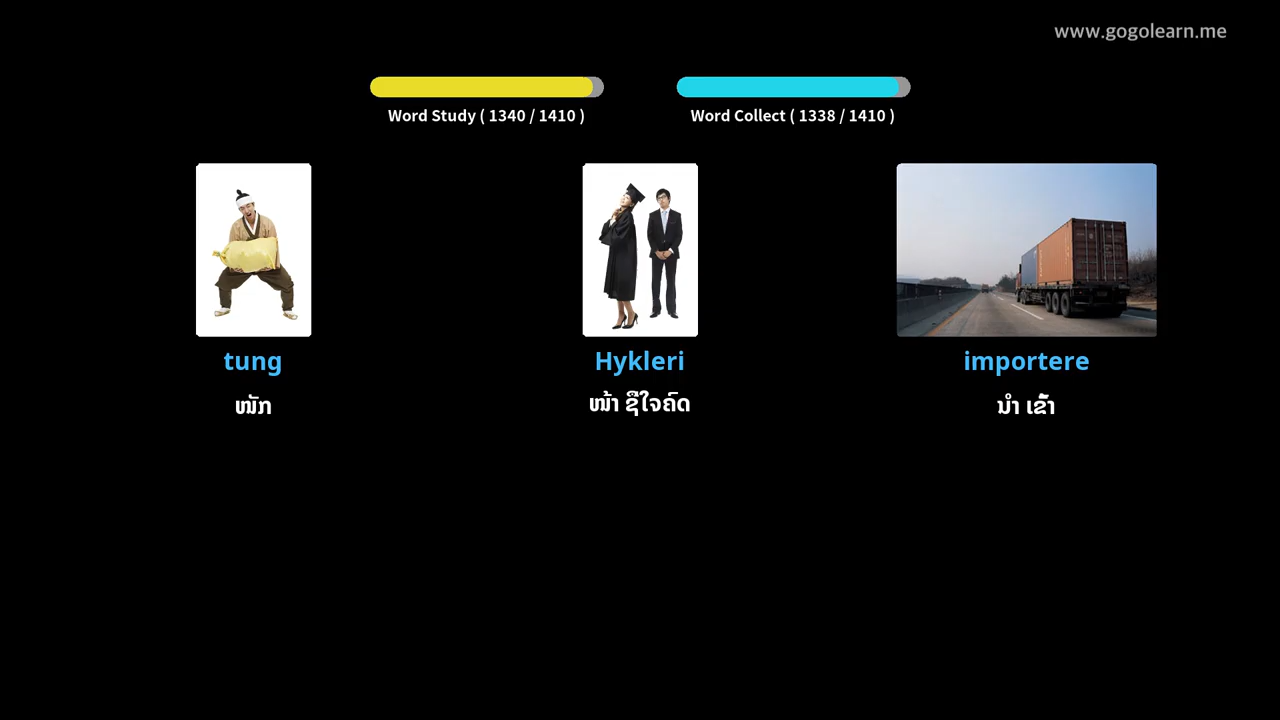 www.gogolearn.me
Word Study ( 1340 / 1410 )
Word Collect ( 1338 / 1410 )
tung
Hykleri
importere
ໜັກ
ໜ້າ ຊື່ໃຈຄົດ
ນຳ ເຂົ້າ